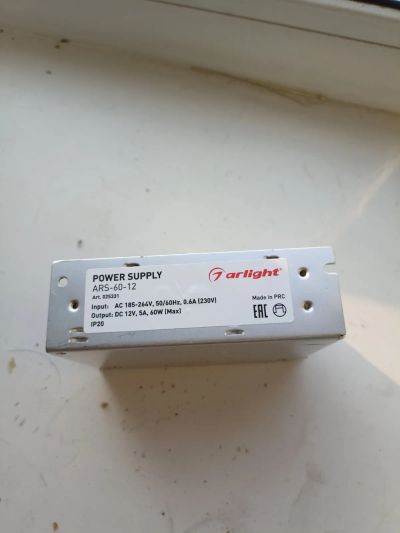 POWER SUPPLY
ARS-60-12
Art. 025331
Input: AC 185-264V, 50/60Hz, 0.6A (230V)
Output: DC 12V, 5A, 60W (Max)
IP20
arlight®
Made in PRC
EAC